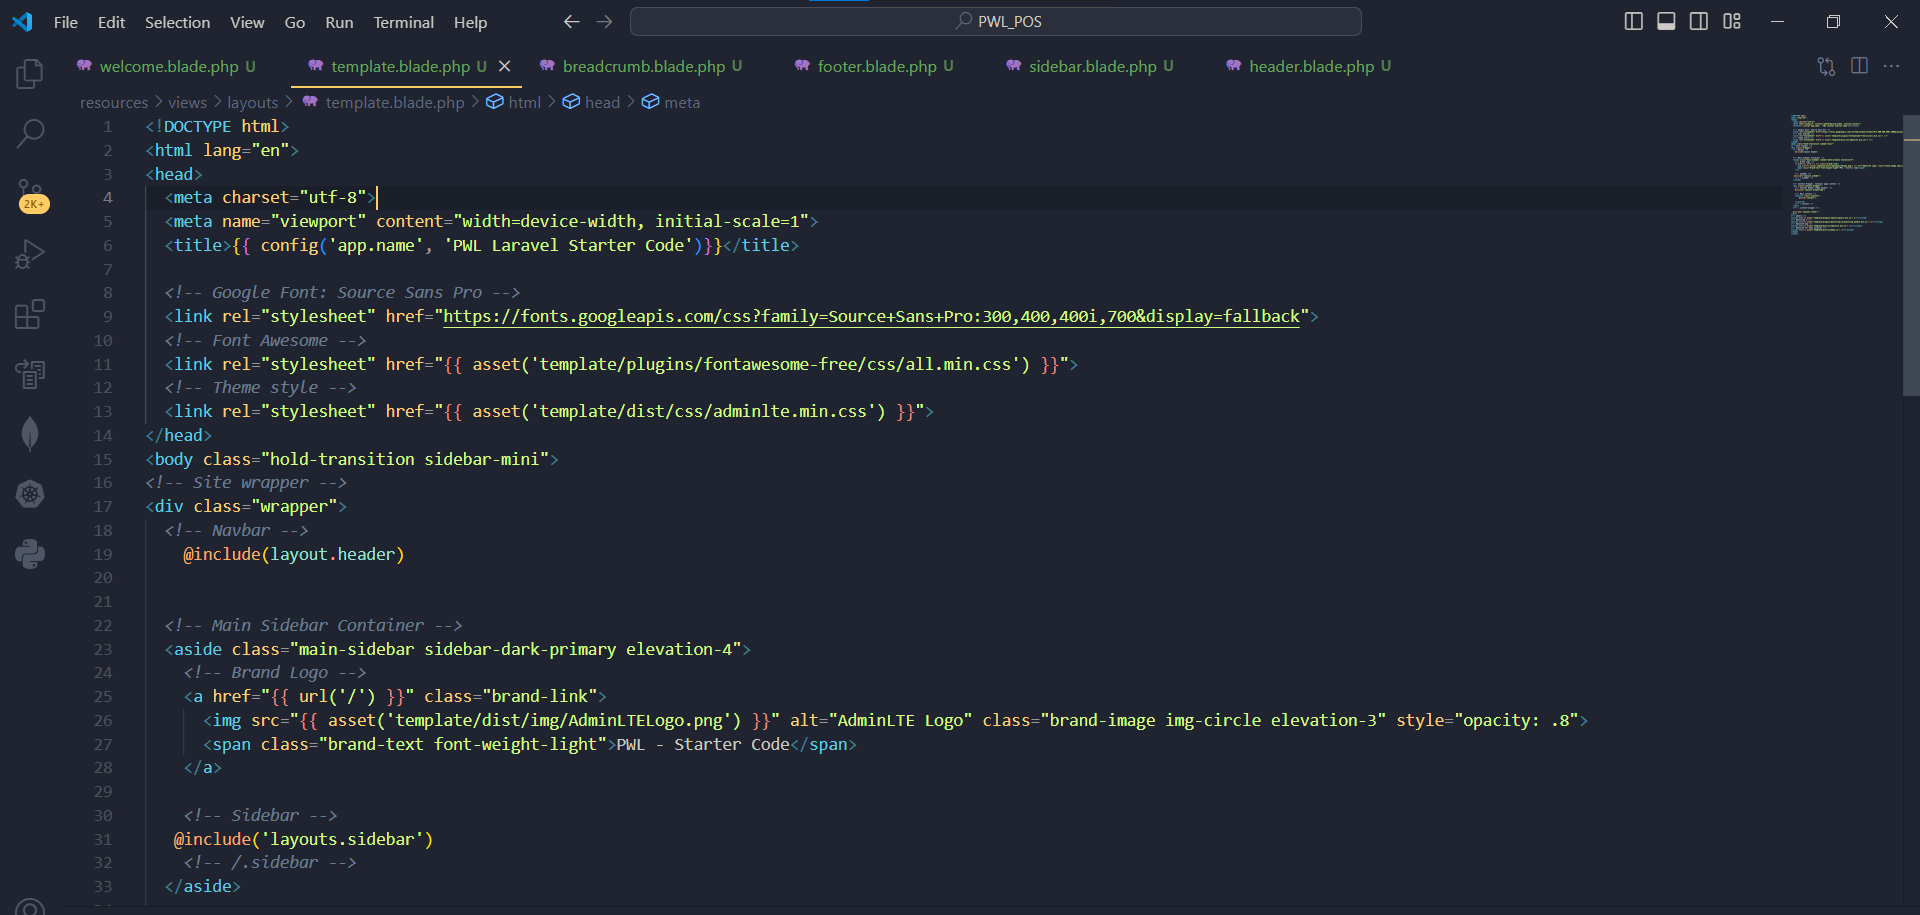 File Edit Selection View Go Run Terminal Help PWL_POS
welcome.blade.php U template.blade.php U breadcrumb.blade.php U footer.blade.php U sidebar.blade.php U header.blade.php U
resources > views > layouts > template.blade.php > html > head > meta
2K+
1 <!DOCTYPE html>
2 <html lang="en">
3 <head>
4 <meta charset="utf-8">
5 <meta name="viewport" content="width=device-width, initial-scale=1">
6 <title>{{ config('app.name', 'PWL Laravel Starter Code')}}</title>
7
8 <!-- Google Font: Source Sans Pro -->
9 <link rel="stylesheet" href="https://fonts.googleapis.com/css?family=Source+Sans+Pro:300,400,400i,700&display=fallback">
10 <!-- Font Awesome -->
11 <link rel="stylesheet" href="{{ asset('template/plugins/fontawesome-free/css/all.min.css') }}">
12 <!-- Theme style -->
13 <link rel="stylesheet" href="{{ asset('template/dist/css/adminlte.min.css') }}">
14 </head>
15 <body class="hold-transition sidebar-mini">
16 <!-- Site wrapper -->
17 <div class="wrapper">
18 <!-- Navbar -->
19 @include(layout.header)
20
21
22 <!-- Main Sidebar Container -->
23 <aside class="main-sidebar sidebar-dark-primary elevation-4">
24 <!-- Brand Logo -->
25 <a href="{{ url('/') }}" class="brand-link">
26 <img src="{{ asset('template/dist/img/AdminLTELogo.png') }}" alt="AdminLTE Logo" class="brand-image img-circle elevation-3" style="opacity: .8">
27 <span class="brand-text font-weight-light">PWL - Starter Code</span>
28 </a>
29
30 <!-- Sidebar -->
31 @include('layouts.sidebar')
32 <!-- /.sidebar -->
33 </aside>